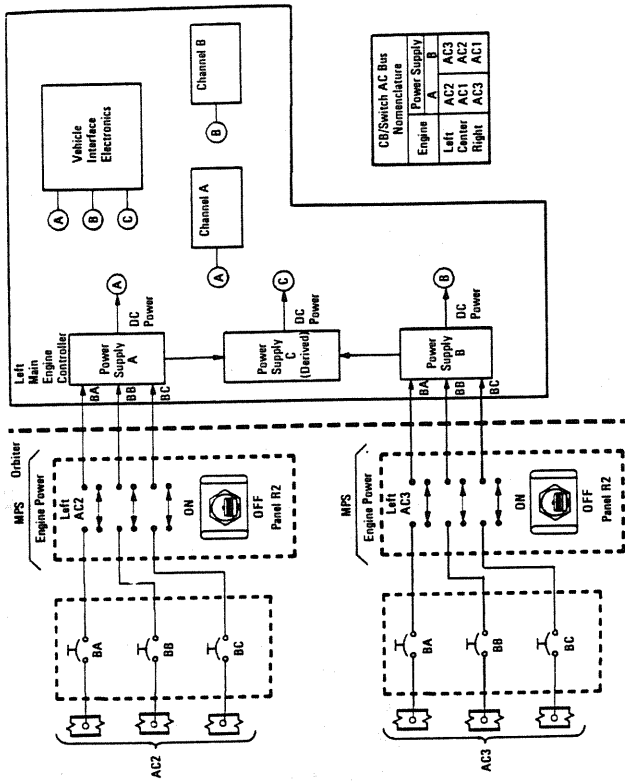 MPS
Orbiter
Engine Power
Left
AC2
ON
OFF
Panel R2
BA
BB
BC
AC2
Left
Main
Engine
Controller
BA
BB
BC
Power
Supply
A
DC
Power
A
Power
Supply
C
(Derived)
DC
Power
C
Power
Supply
B
DC
Power
B
BA
BB
BC
MPS
Engine Power
Left
AC3
ON
OFF
Panel R2
BA
BB
BC
AC3
Vehicle
Interface
Electronics
A
B
C
Channel A
A
Channel B
B
CB/Switch AC Bus
Nomenclature
Engine Power Supply
A B
Left AC2 AC3
Center AC1 AC2
Right AC3 AC1